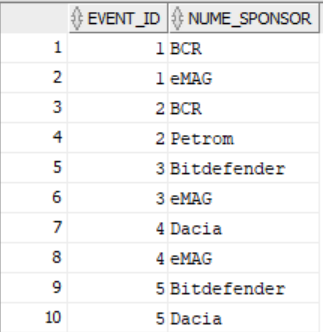 EVENT_ID NUME_SPONSOR
1 1 BCR
2 1 eMAG
3 2 BCR
4 2 Petrom
5 3 Bitdefender
6 3 eMAG
7 4 Dacia
8 4 eMAG
9 5 Bitdefender
10 5 Dacia